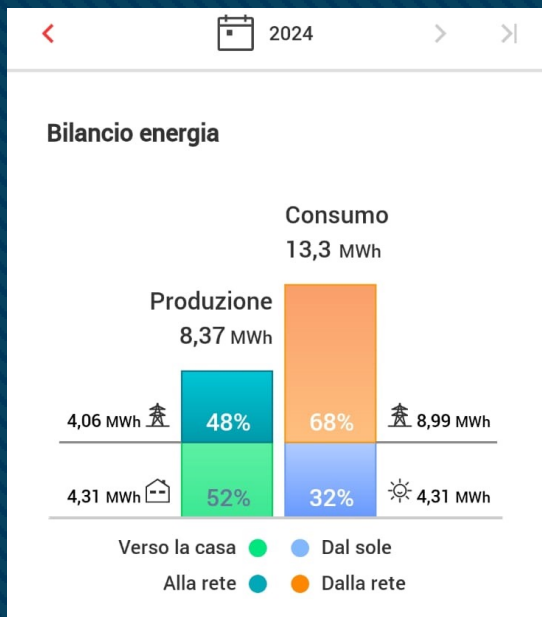 2024
Bilancio energia
Consumo
13,3 MWh
Produzione
8,37 MWh
4,06 MWh 48% 68% 8,99 MWh
4,31 MWh 52% 32% 4,31 MWh
Verso la casa Dal sole
Alla rete Dalla rete